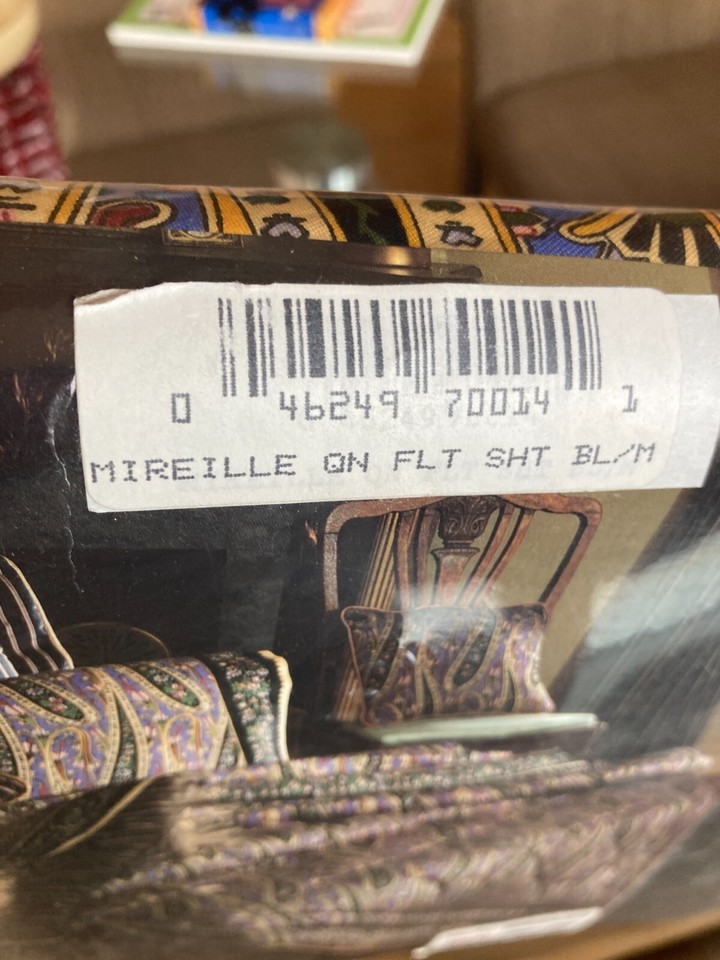 0 46249 70014 1
MIREILLE QN FLT SHT BL/M